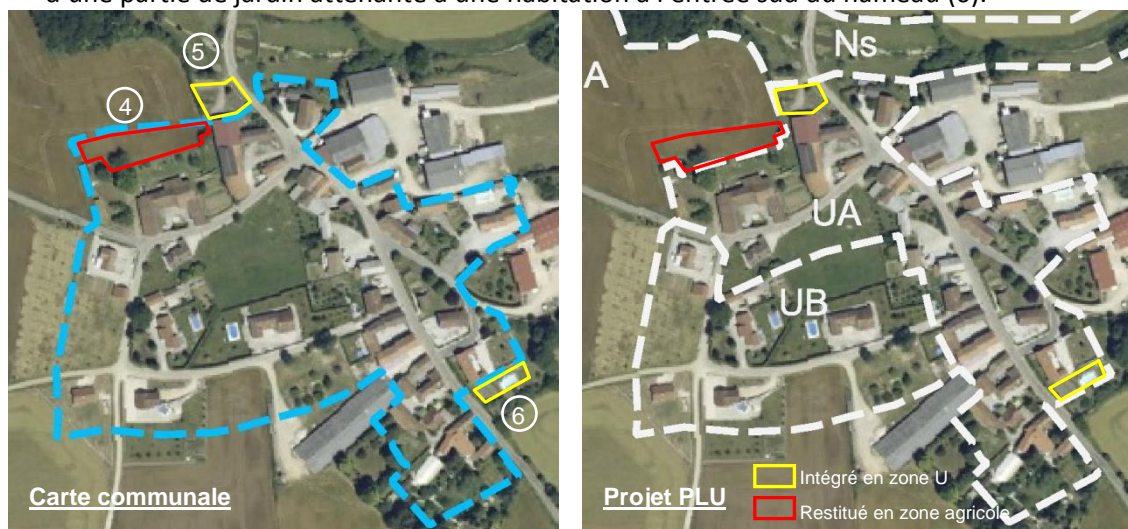 d'une partie de jardin attenante à une habitation à l'entrée sud du hameau (6).
5
4
6
Carte communale
Ns
A
UA
UB
Projet PLU
Intégré en zone U
Restitué en zone agricole